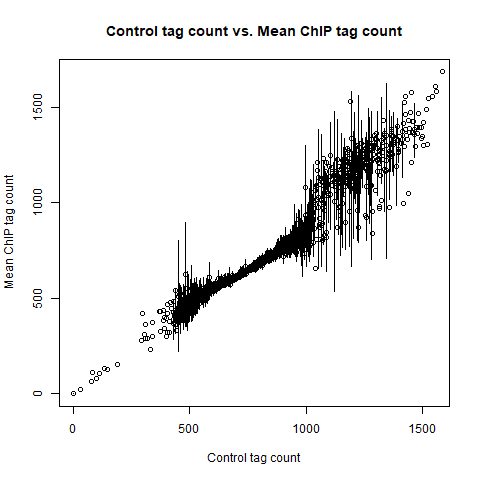 Control tag count vs. Mean ChIP tag count
Mean ChIP tag count
1500
1000
500
0
0 500 1000 1500
Control tag count